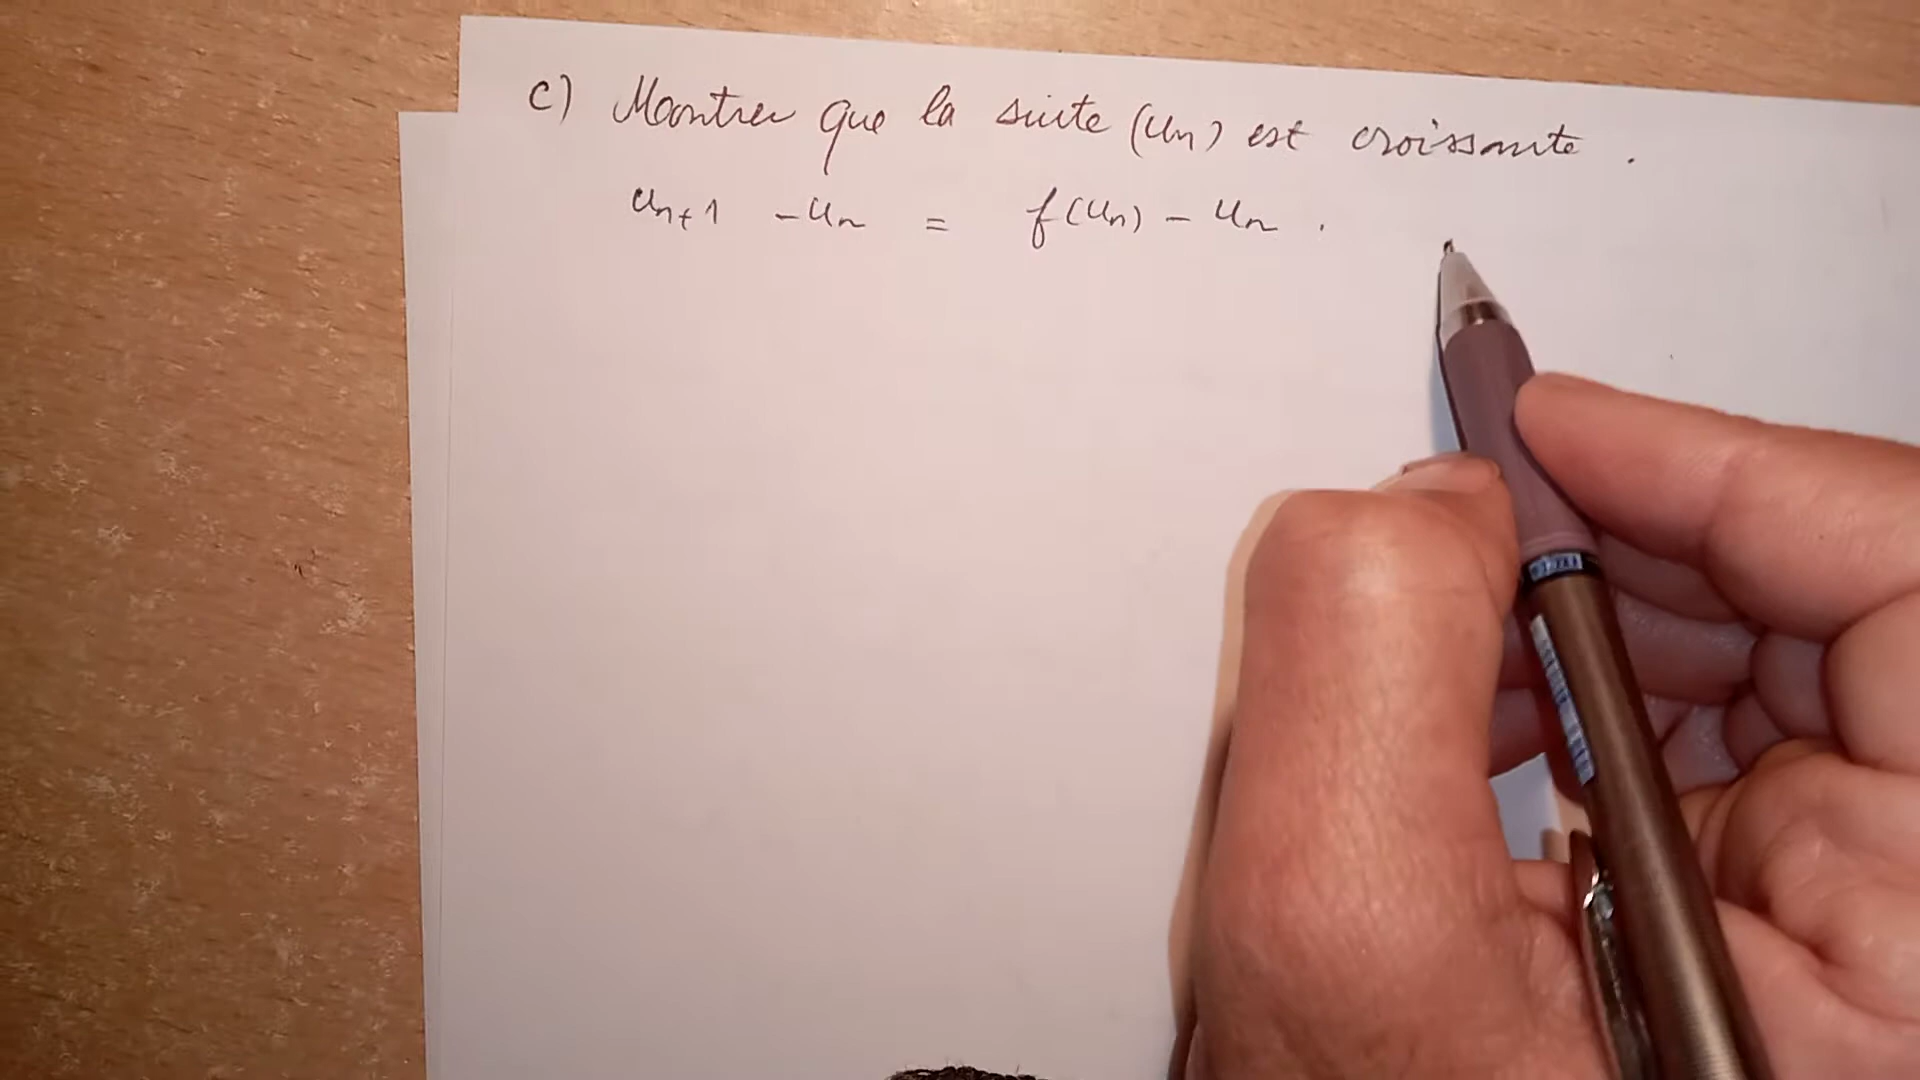 c) Montrer que la suite (un) est croissante .
un+1 - un = f(un) - un .